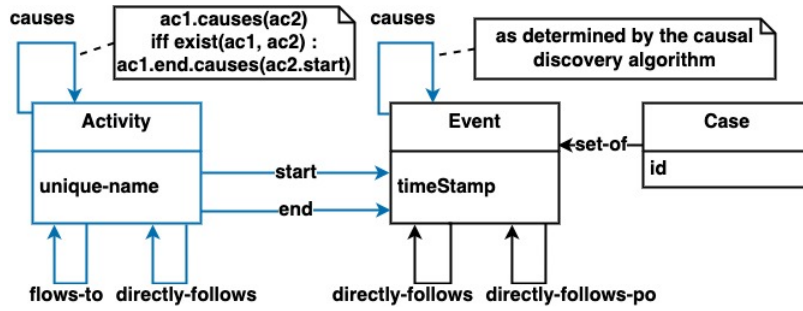 causes
ac1.causes(ac2)
iff exist(ac1, ac2) :
ac1.end.causes(ac2.start)
causes
as determined by the causal
discovery algorithm
Activity
Event
Case
set-of
unique-name
start
timeStamp
id
end
flows-to
directly-follows
directly-follows
directly-follows-po